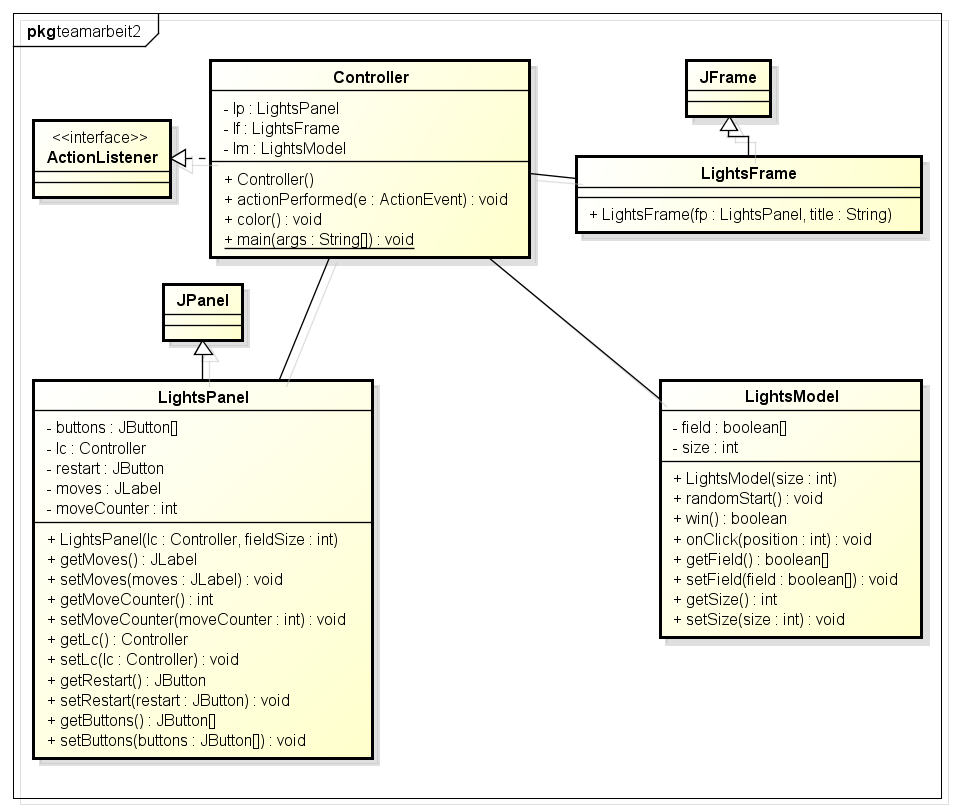 pkg teamarbeit2
Controller
- lp : LightsPanel
- lf : LightsFrame
- lm : LightsModel
+ Controller()
+ actionPerformed(e : ActionEvent) : void
+ color() : void
+ main(args : String[]) : void
<<interface>>
ActionListener
JFrame
LightsFrame
+ LightsFrame(fp : LightsPanel, title : String)
JPanel
LightsPanel
- buttons : JButton[]
- lc : Controller
- restart : JButton
- moves : JLabel
- moveCounter : int
+ LightsPanel(lc : Controller, fieldSize : int)
+ getMoves() : JLabel
+ setMoves(moves : JLabel) : void
+ getMoveCounter() : int
+ setMoveCounter(moveCounter : int) : void
+ getLc() : Controller
+ setLc(lc : Controller) : void
+ getRestart() : JButton
+ setRestart(restart : JButton) : void
+ getButtons() : JButton[]
+ setButtons(buttons : JButton[]) : void
LightsModel
- field : boolean[]
- size : int
+ LightsModel(size : int)
+ randomStart() : void
+ win() : boolean
+ onClick(position : int) : void
+ getField() : boolean[]
+ setField(field : boolean[]) : void
+ getSize() : int
+ setSize(size : int) : void